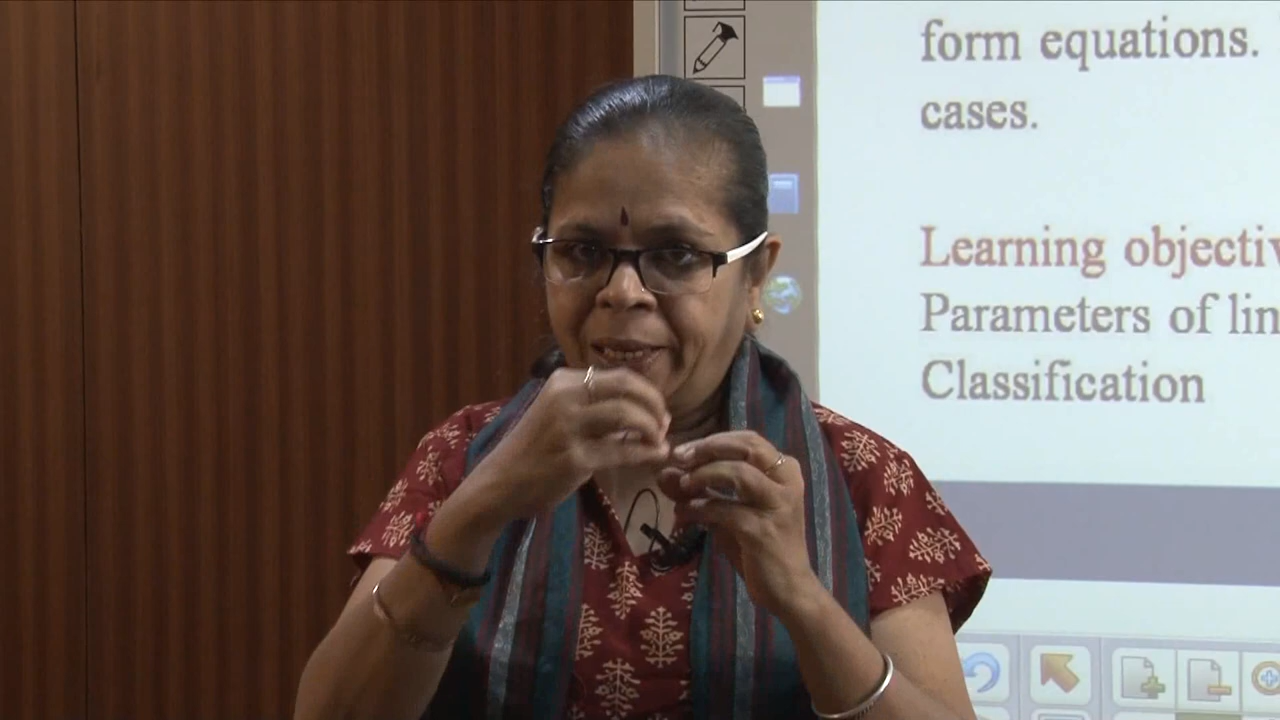 form equations.
cases.
Learning objectiv
Parameters of lin
Classification